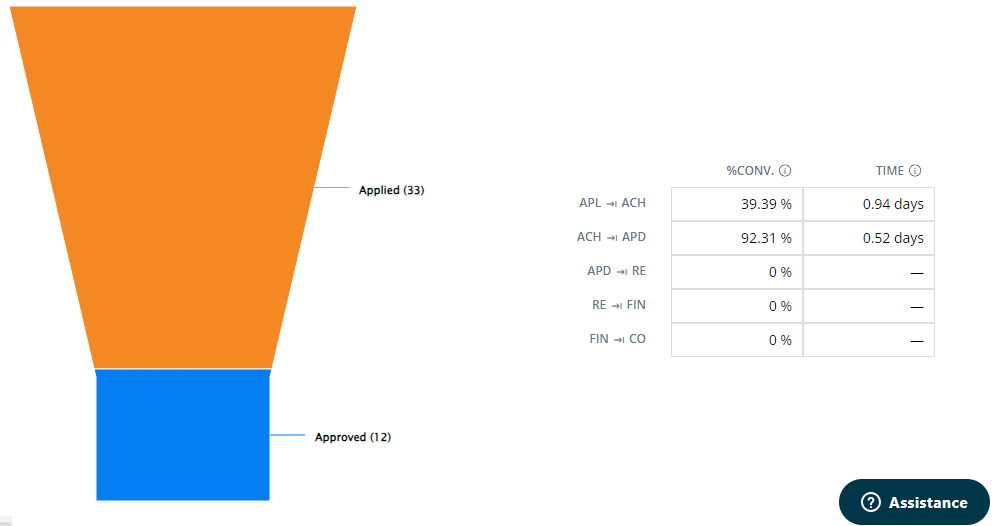 Applied (33)
Approved (12)
%CONV. TIME
APL ACH 39.39 % 0.94 days
ACH APD 92.31 % 0.52 days
APD RE 0 % —
RE FIN 0 % —
FIN CO 0 % —
Assistance